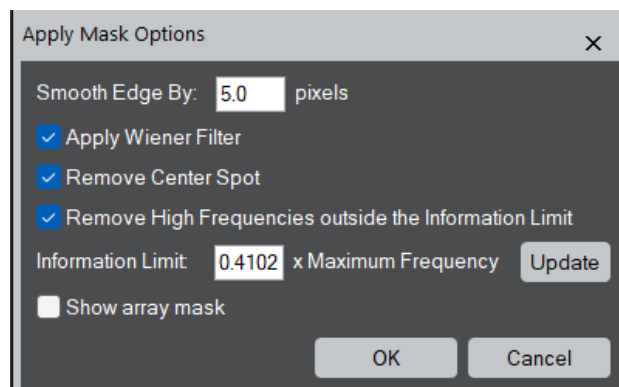 Apply Mask Options
Smooth Edge By: 5.0 pixels
Apply Wiener Filter
Remove Center Spot
Remove High Frequencies outside the Information Limit
Information Limit: 0.4102 x Maximum Frequency Update
Show array mask
OK Cancel